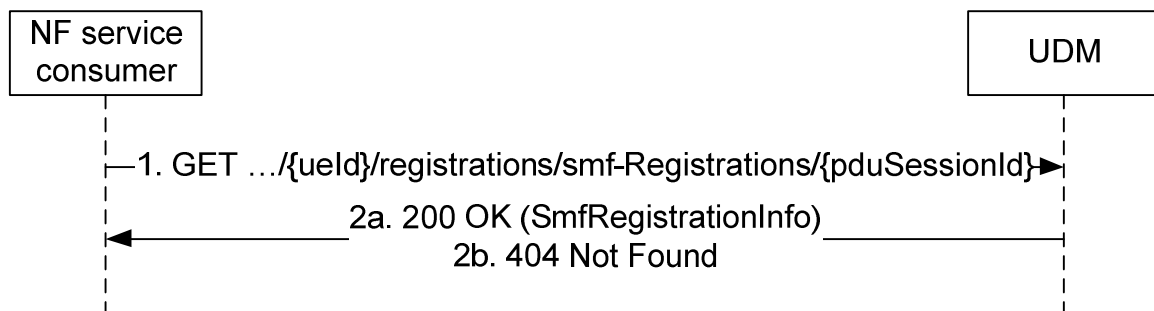 NF service
consumer
UDM
1. GET …/{ueId}/registrations/smf-Registrations/{pduSessionId}
2a. 200 OK (SmfRegistrationInfo)
2b. 404 Not Found